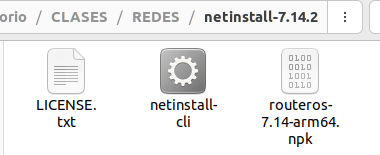 orio / CLASES / REDES / netinstall-7.14.2
LICENSE.
txt
netinstall-
cli
routeros-
7.14-arm64.
npk